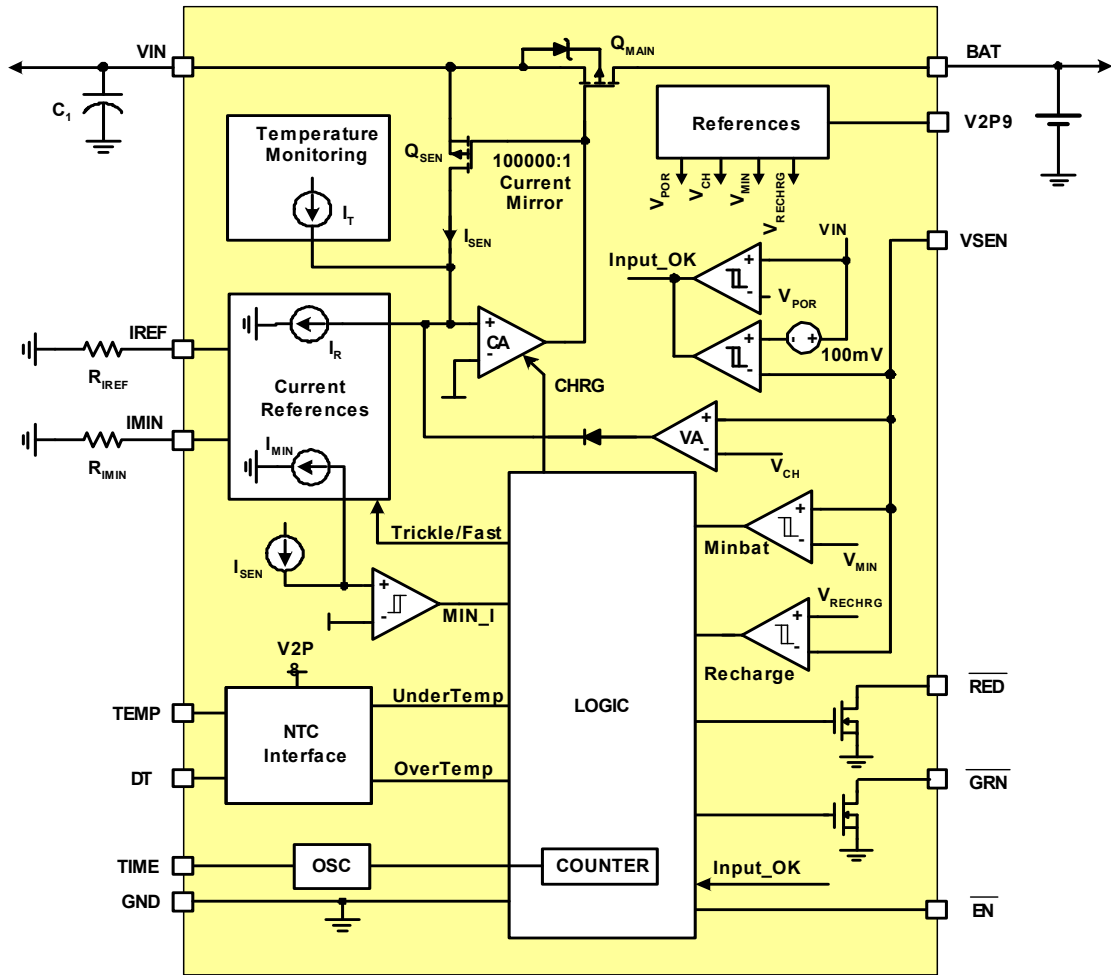 VIN
C1
QMAIN
BAT
Temperature
Monitoring
IT
QSEN
100000:1
Current
Mirror
ISEN
References
VPOR
VCH
VMIN
VRECHRG
V2P9
VSEN
VIN
Input_OK
VPOR
+
-
+
-
- +
100mV
IREF
RIREF
IMIN
RIMIN
IR
Current
References
IMIN
+
CA
-
CHRG
+
VA
-
VCH
Trickle/Fast
ISEN
+
-
MIN_I
+
-
Minbat
VMIN
VRECHRG
+
-
Recharge
V2P
8
TEMP
DT
NTC
Interface
UnderTemp
OverTemp
LOGIC
RED
GRN
TIME
OSC
COUNTER
Input_OK
GND
EN